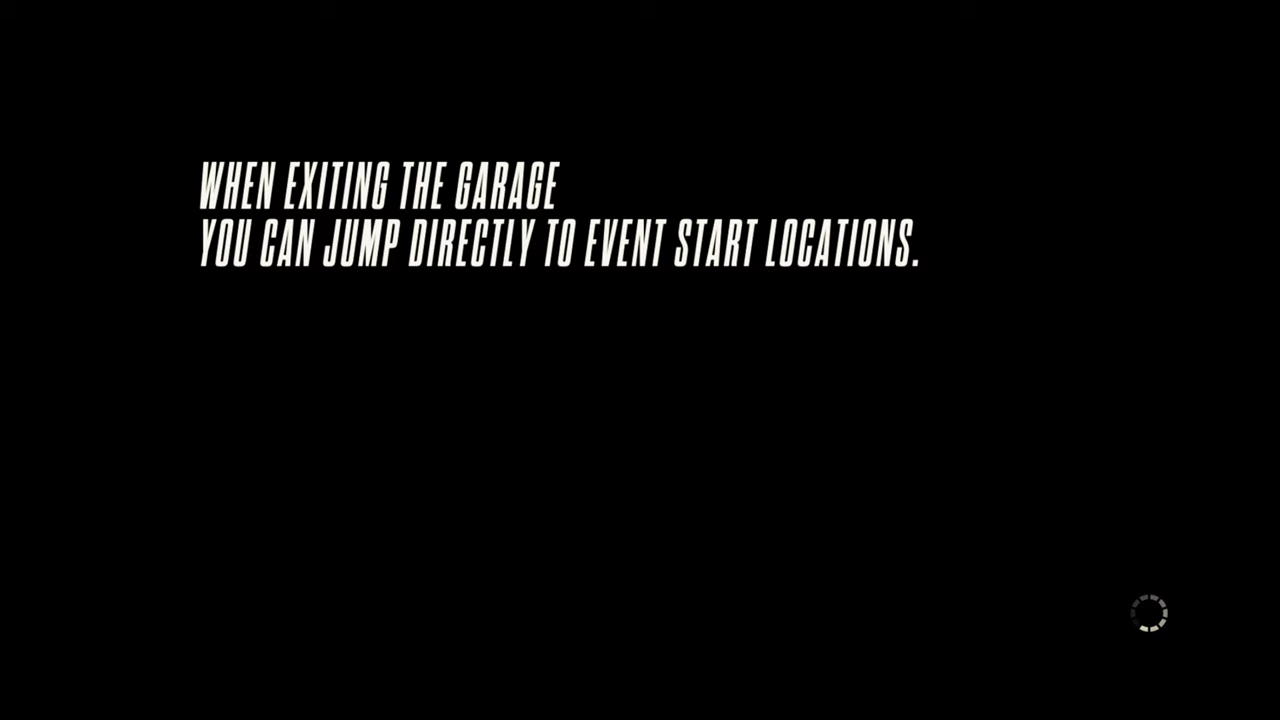 WHEN EXITING THE GARAGE
YOU CAN JUMP DIRECTLY TO EVENT START LOCATIONS.